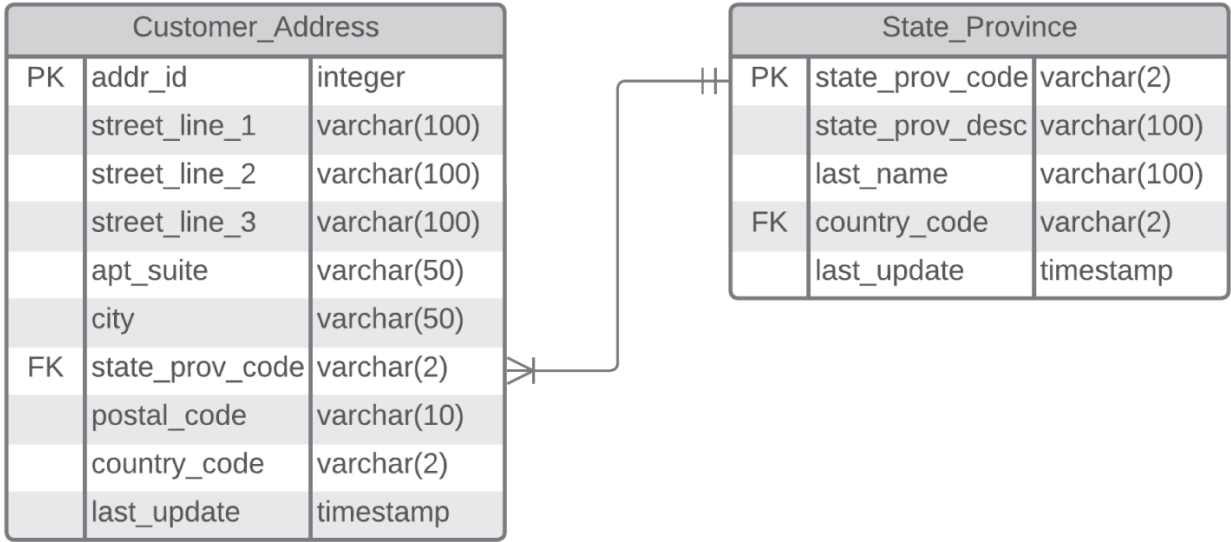 Customer_Address
PK addr_id integer
street_line_1 varchar(100)
street_line_2 varchar(100)
street_line_3 varchar(100)
apt_suite varchar(50)
city varchar(50)
FK state_prov_code varchar(2)
postal_code varchar(10)
country_code varchar(2)
last_update timestamp
State_Province
PK state_prov_code varchar(2)
state_prov_desc varchar(100)
last_name varchar(100)
FK country_code varchar(2)
last_update timestamp